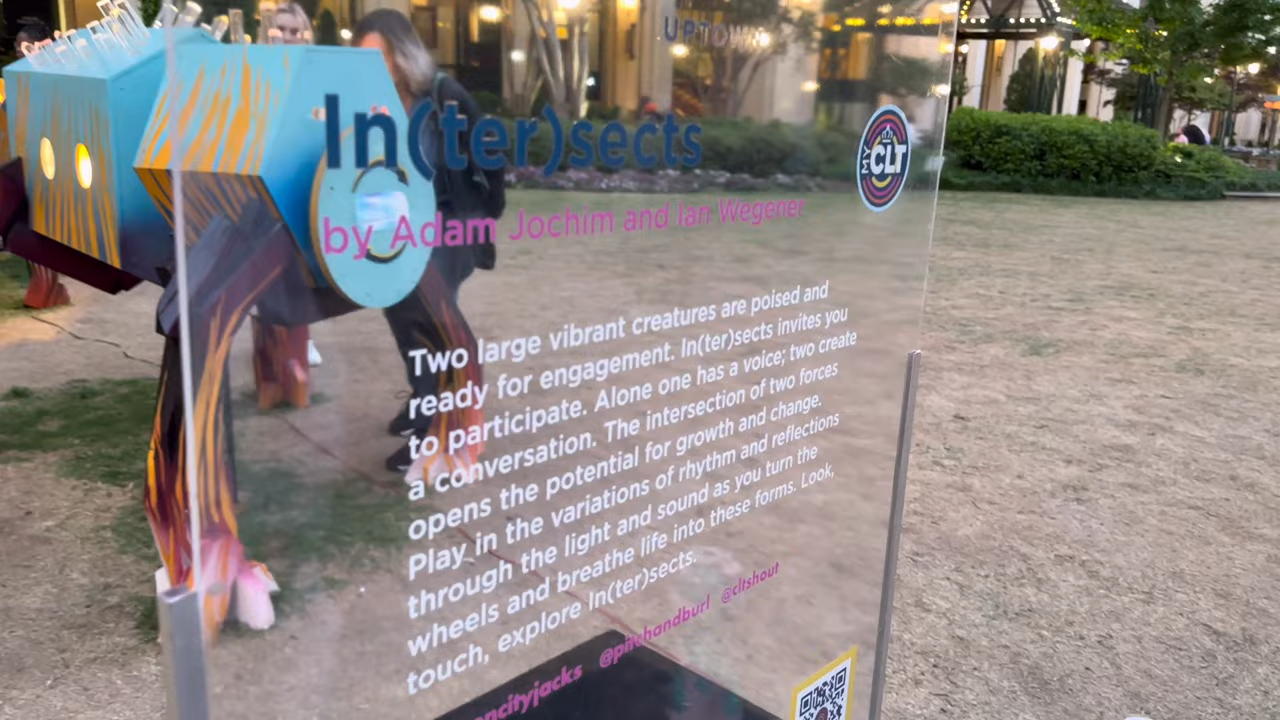 UPTOWN
In(ter)sects
MY CLT
by Adam Jochim and Ian Wegener
Two large vibrant creatures are poised and
ready for engagement. In(ter)sects invites you
to participate. Alone one has a voice; two create
a conversation. The intersection of two forces
opens the potential for growth and change.
Play in the variations of rhythm and reflections
through the light and sound as you turn the
wheels and breathe life into these forms. Look,
touch, explore In(ter)sects.
@pitchandburl @cltshout